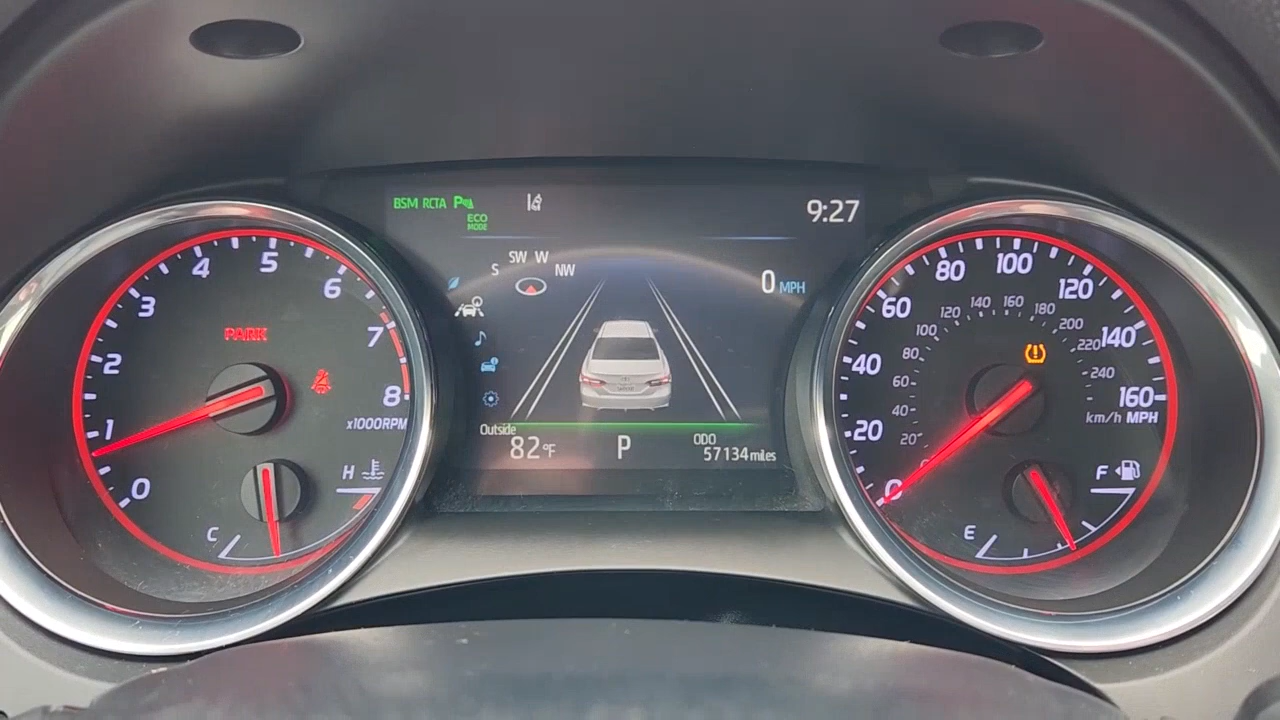 BSM RCTA P
ECO
MODE
9:27
S SW W NW
0 MPH
Outside
82°F
P
ODO
57134 miles
0
1
2
3
4
5
6
7
8
x1000RPM
PARK
H
C
0
20
40
60
80
100
120
140
160
km/h MPH
20
40
60
80
100
120
140
160
180
200
220
240
F
E